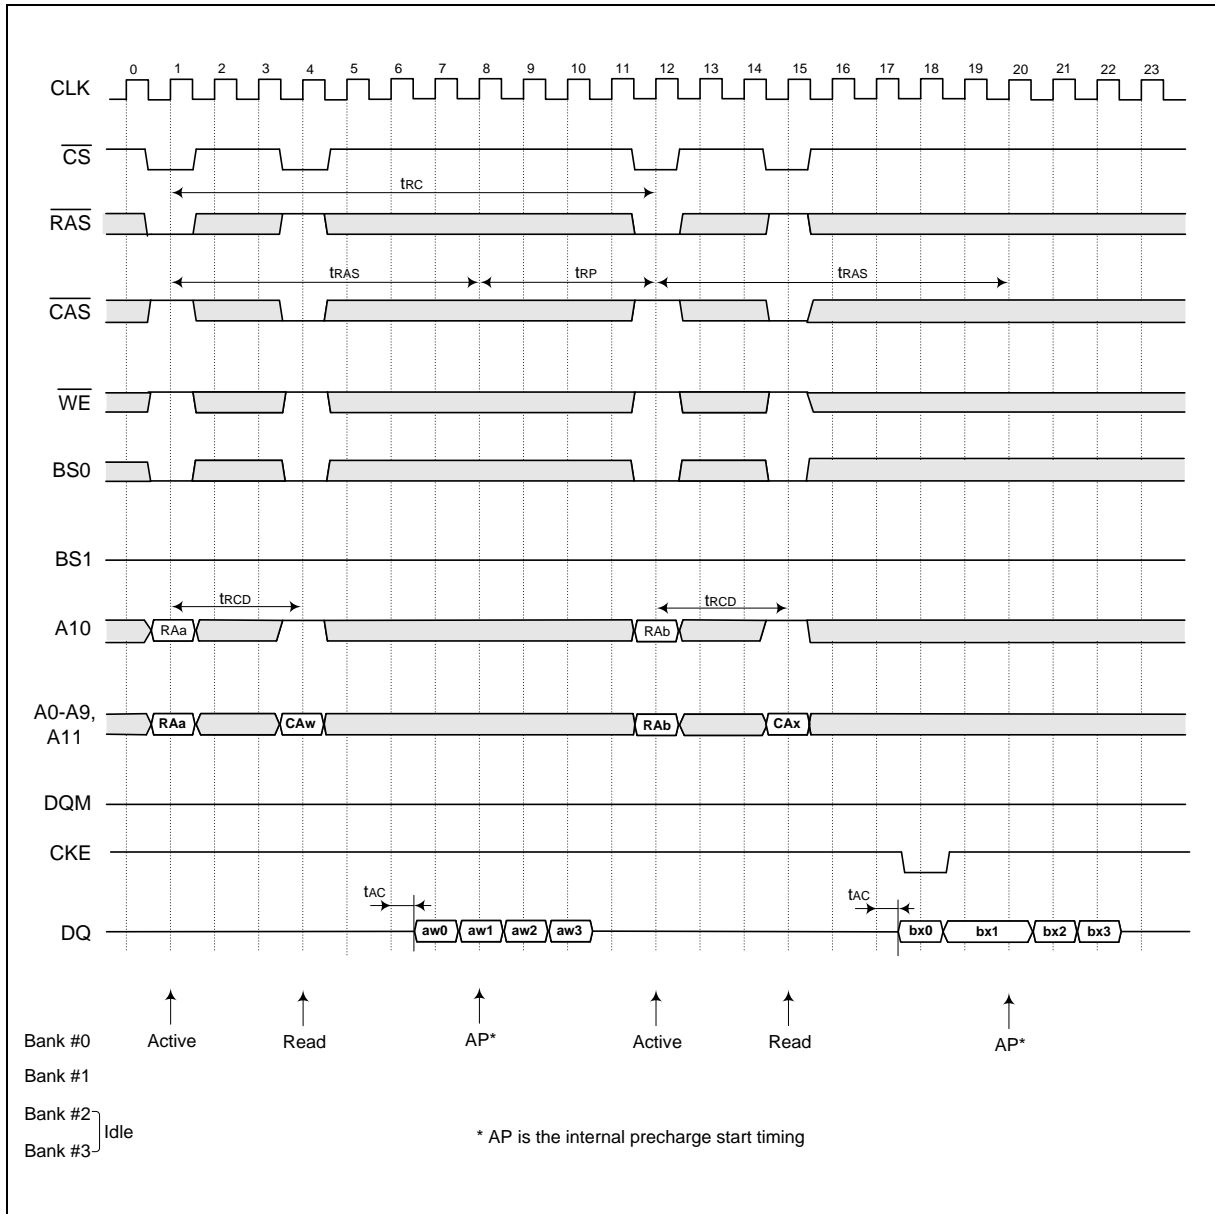 0 1 2 3 4 5 6 7 8 9 10 11 12 13 14 15 16 17 18 19 20 21 22 23
CLK
CS
tRC
RAS
tRAS tRP tRAS
CAS
WE
BS0
BS1
tRCD tRCD
A10 RAa RAb
A0-A9,
A11 RAa CAw RAb CAx
DQM
CKE
tAC tAC
DQ aw0 aw1 aw2 aw3 bx0 bx1 bx2 bx3
Bank #0 Active Read AP* Active Read AP*
Bank #1
Bank #2
Idle
Bank #3
* AP is the internal precharge start timing